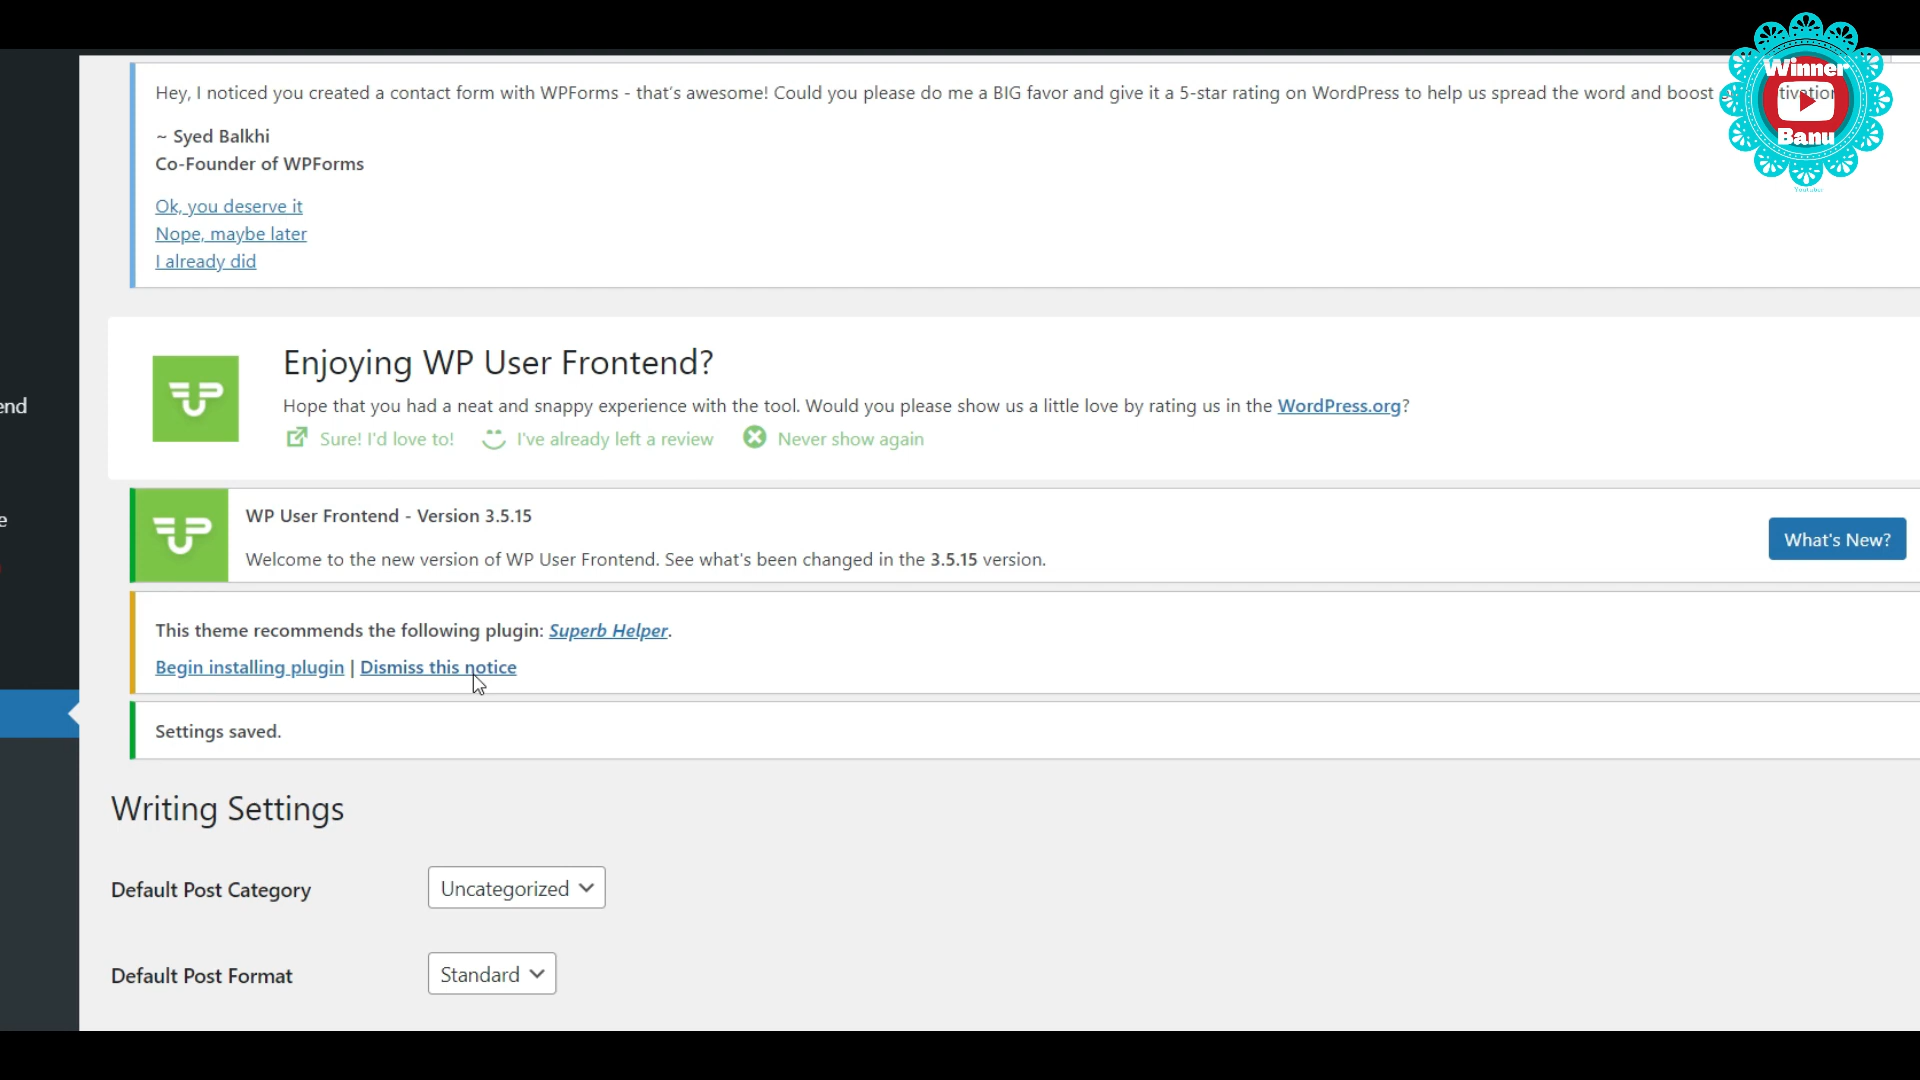 Winner
Banu
Youtuber
Hey, I noticed you created a contact form with WPForms - that's awesome! Could you please do me a BIG favor and give it a 5-star rating on WordPress to help us spread the word and boost
~ Syed Balkhi
Co-Founder of WPForms
Ok, you deserve it
Nope, maybe later
I already did
end
Enjoying WP User Frontend?
Hope that you had a neat and snappy experience with the tool. Would you please show us a little love by rating us in the WordPress.org?
Sure! I'd love to! I've already left a review Never show again
e
WP User Frontend - Version 3.5.15
Welcome to the new version of WP User Frontend. See what's been changed in the 3.5.15 version.
What's New?
This theme recommends the following plugin: Superb Helper.
Begin installing plugin | Dismiss this notice
Settings saved.
Writing Settings
Default Post Category Uncategorized
Default Post Format Standard